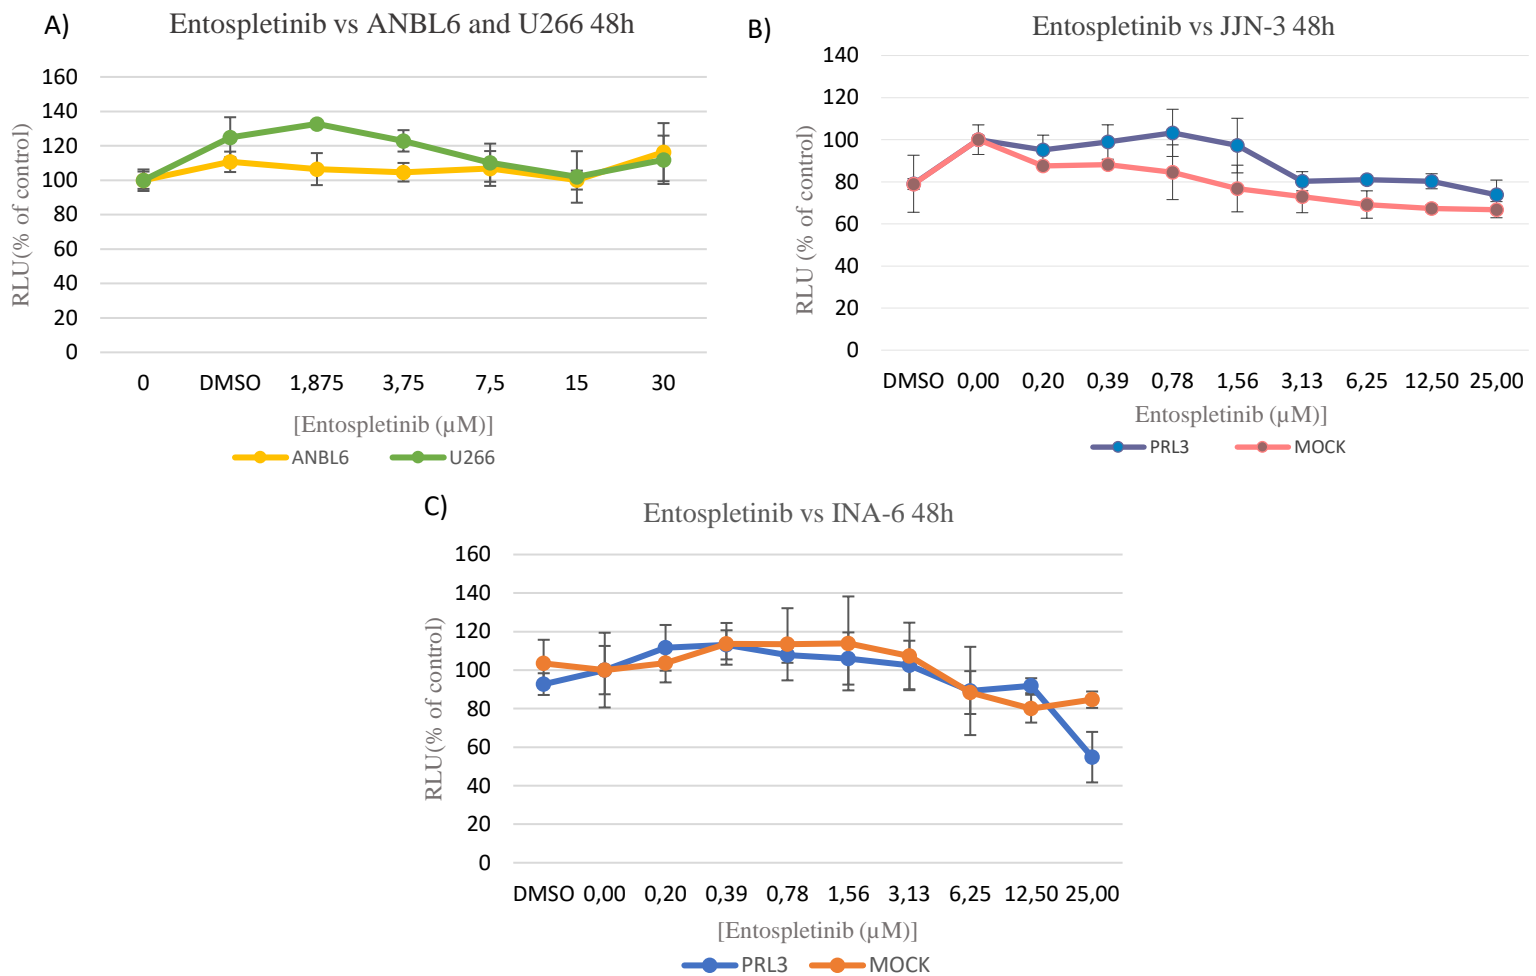 A)
Entospletinib vs ANBL6 and U266 48h
RLU(% of control)
160
140
120
100
80
60
40
20
0
0 DMSO 1,875 3,75 7,5 15 30
[Entospletinib (µM)]
ANBL6 U266
B)
Entospletinib vs JJN-3 48h
RLU (% of control)
140
120
100
80
60
40
20
0
DMSO 0,00 0,20 0,39 0,78 1,56 3,13 6,25 12,50 25,00
Entospletinib (µM)]
PRL3 MOCK
C)
Entospletinib vs INA-6 48h
RLU(% of control)
160
140
120
100
80
60
40
20
0
DMSO 0,00 0,20 0,39 0,78 1,56 3,13 6,25 12,50 25,00
[Entospletinib (µM)]
PRL3 MOCK